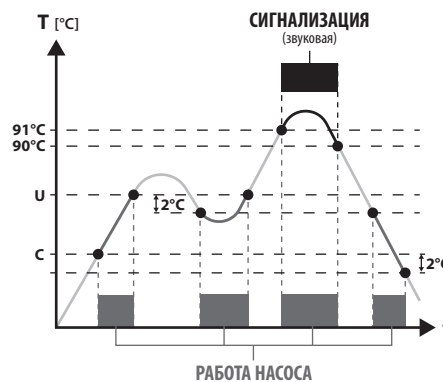 T [°C]
СИГНАЛИЗАЦИЯ
(звуковая)
91°C
90°C
U
2°C
C
2°C
РАБОТА НАСОСА